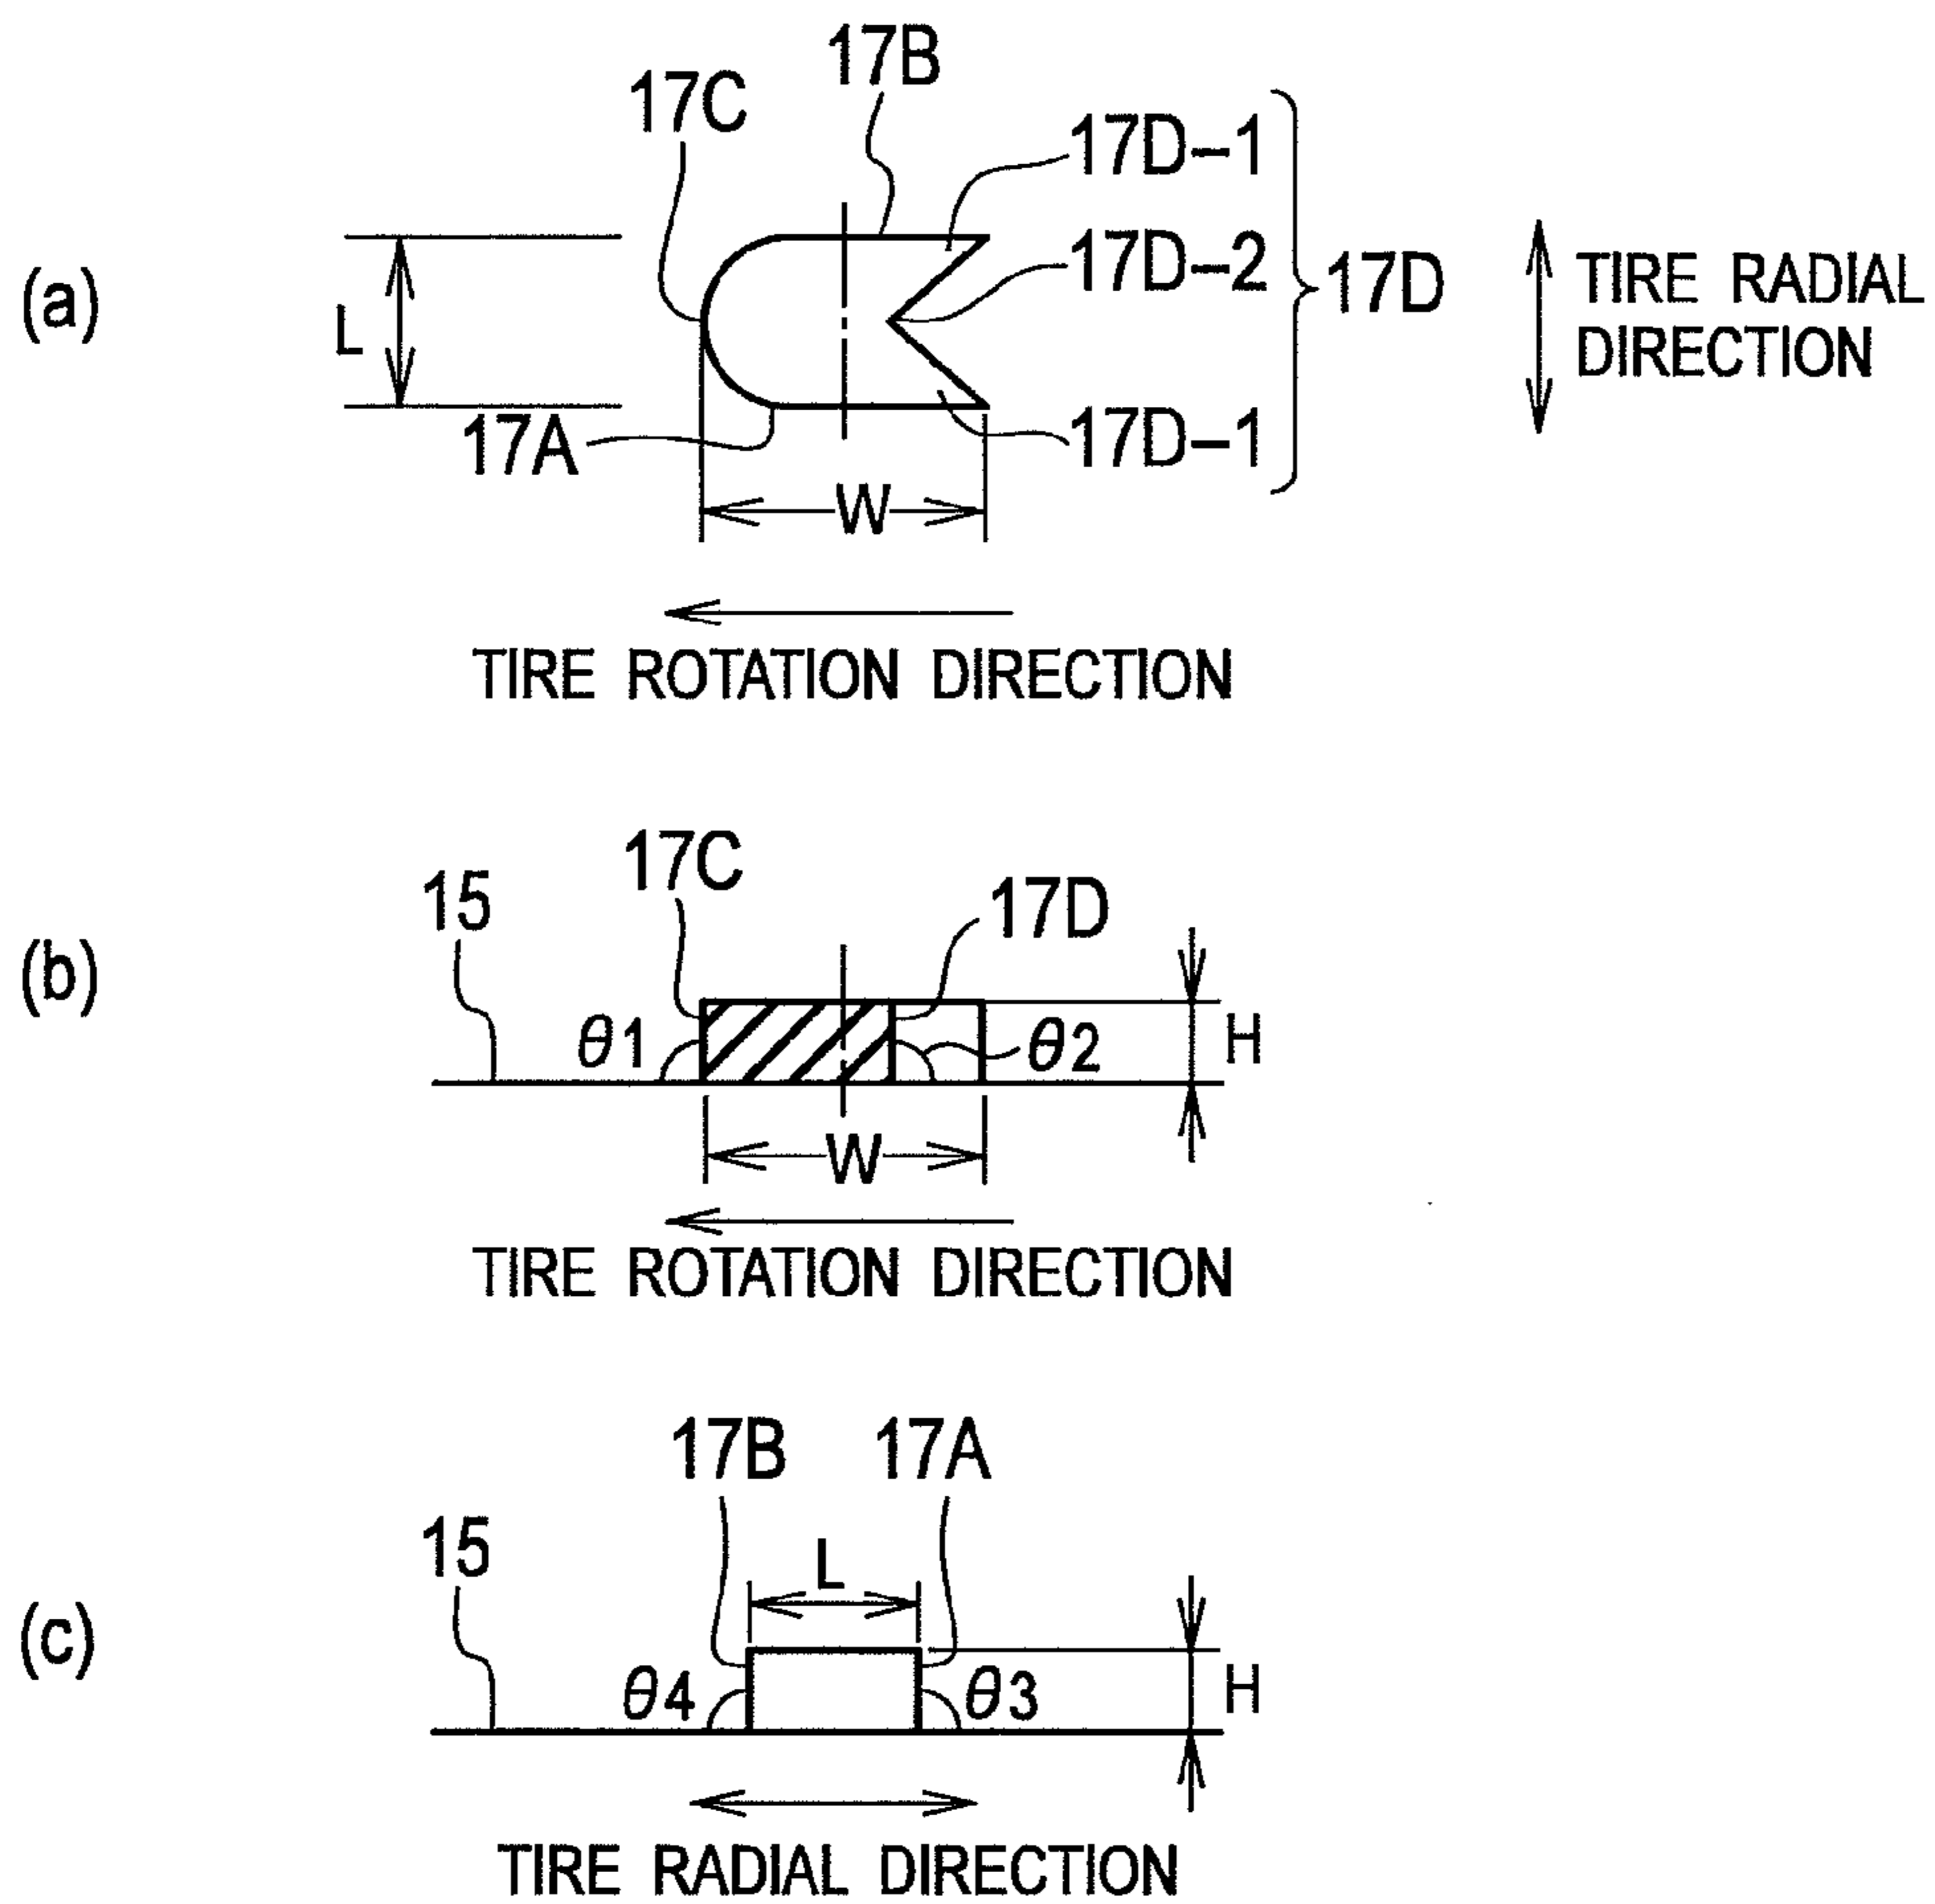 (a)
17B
17C
17D-1
17D-2
17D
17D-1
L
17A
W
TIRE RADIAL
DIRECTION
TIRE ROTATION DIRECTION
(b)
17C
15
17D
θ1
θ2
H
W
TIRE ROTATION DIRECTION
(c)
17B
17A
15
L
θ4
θ3
H
TIRE RADIAL DIRECTION